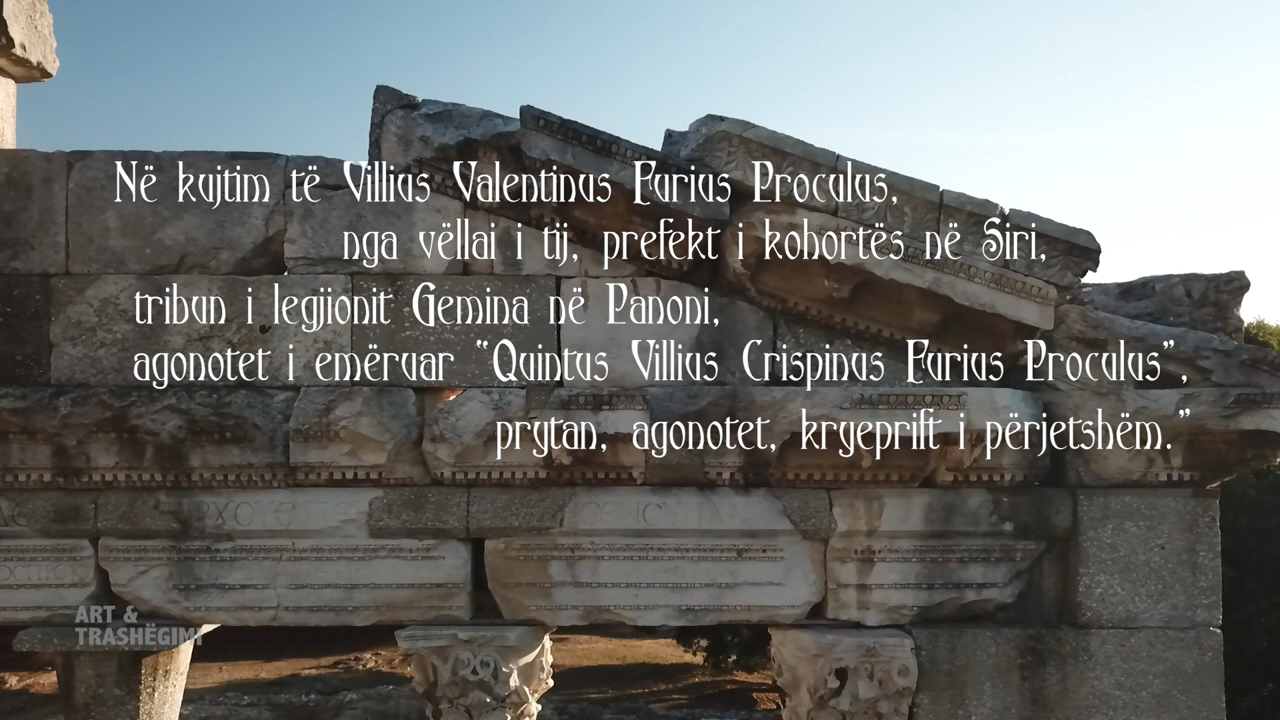 Në kujtim të Villius Valentinus Furius Proculus,
nga vëllai i tij, prefekt i kohortës në Siri,
tribun i legjionit Gemina në Panoni,
agonotet i emëruar “Quintus Villius Crispinus Furius Proculus”,
prytan, agonotet, kryeprift i përjetshëm.”
ART &
TRASHËGIMI